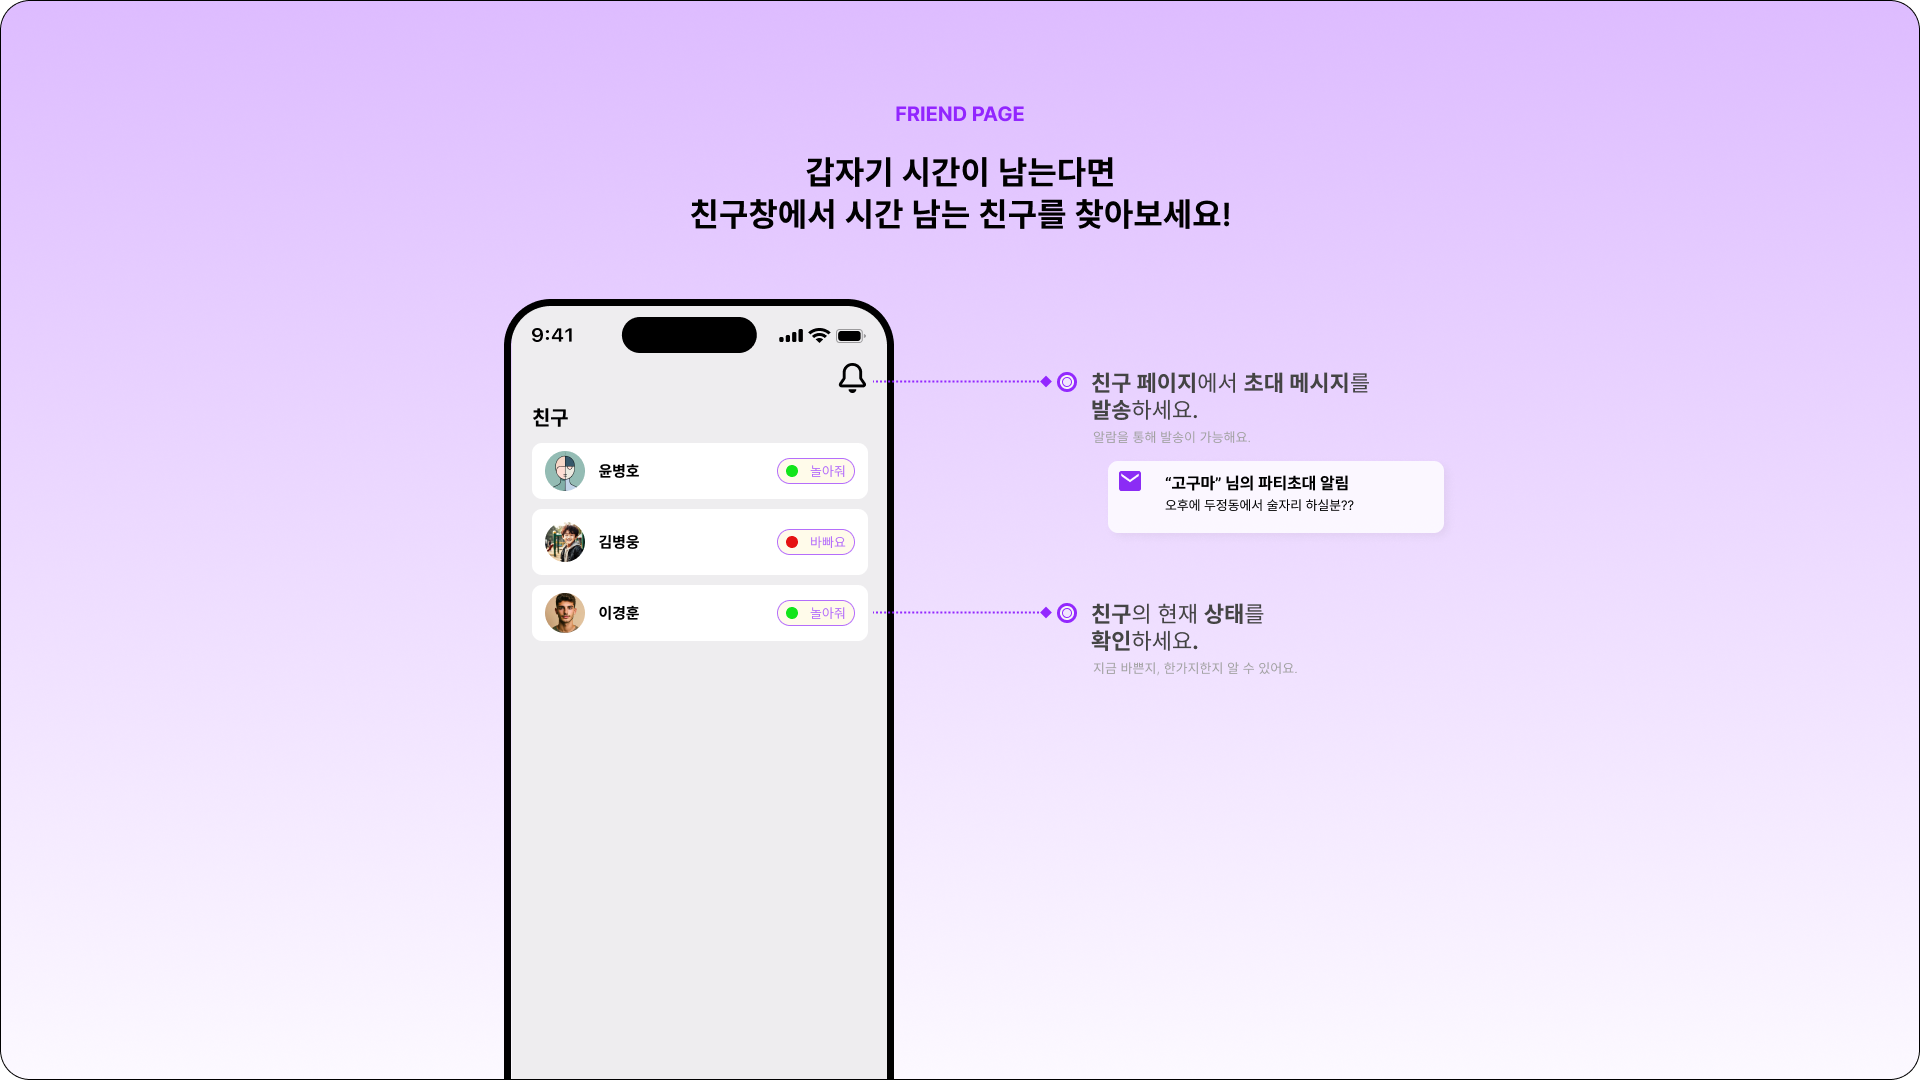 FRIEND PAGE
갑자기 시간이 남는다면
친구창에서 시간 남는 친구를 찾아보세요!
9:41
친구
윤병호
놀아줘
김병웅
바빠요
이경훈
놀아줘
친구 페이지에서 초대 메시지를
발송하세요.
알람을 통해 발송이 가능해요.
“고구마” 님의 파티초대 알림
오후에 두정동에서 술자리 하실분??
친구의 현재 상태를
확인하세요.
지금 바쁜지, 한가지한지 알 수 있어요.